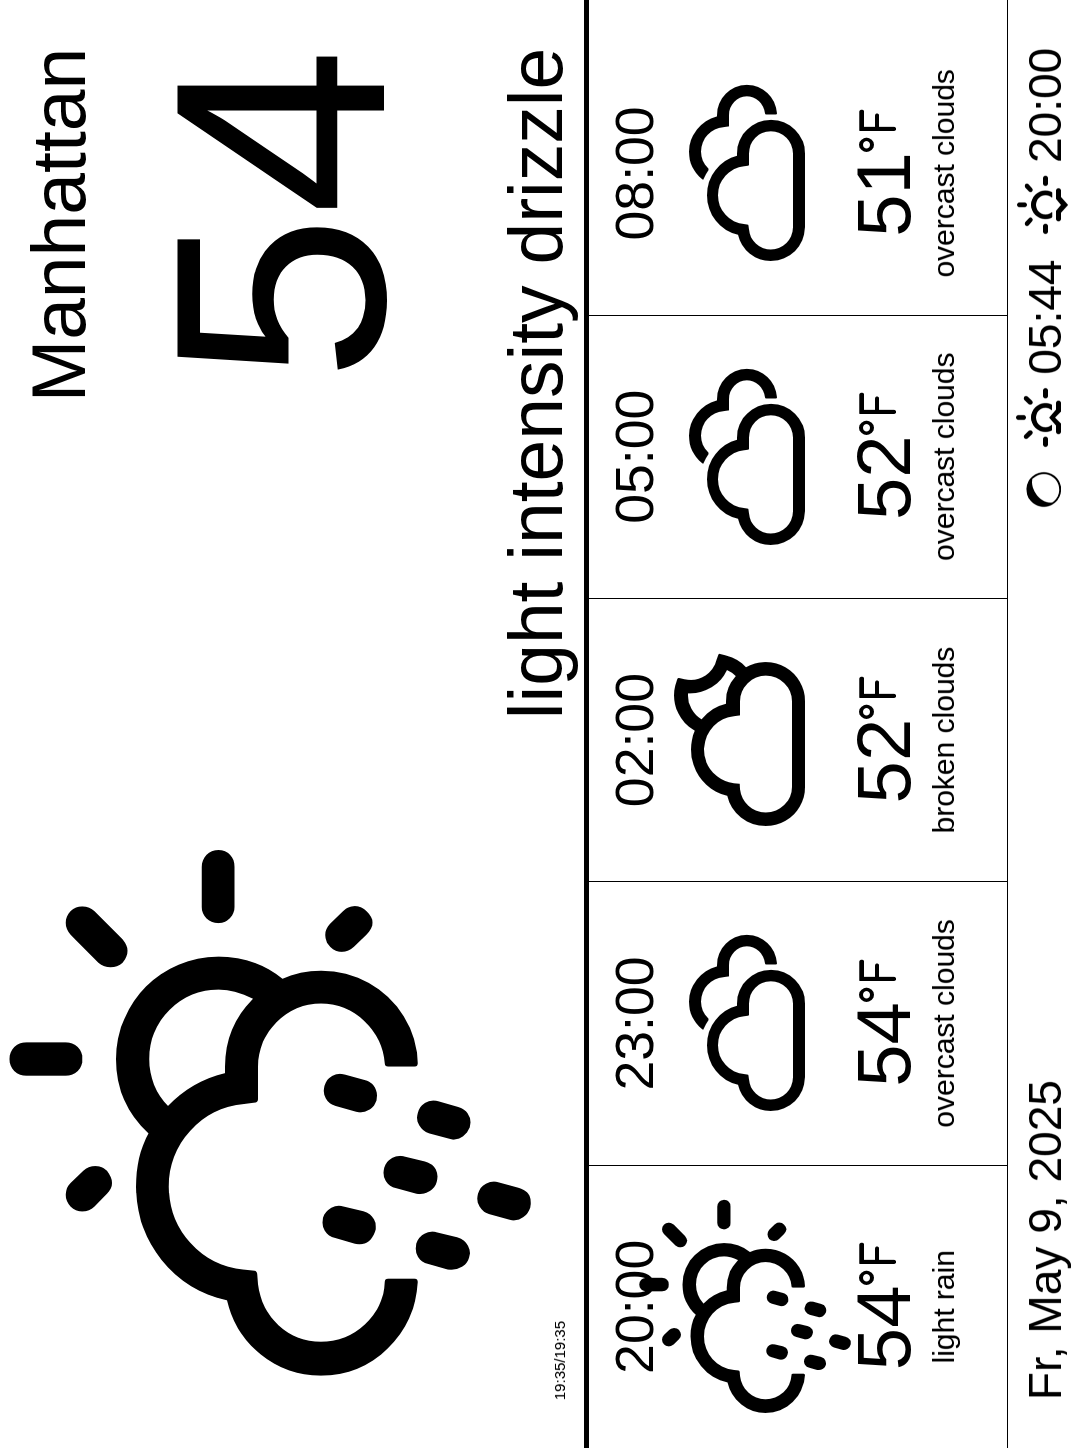 Manhattan
54
light intensity drizzle
19:35/19:35
20:00
54°F
light rain
23:00
54°F
overcast clouds
02:00
52°F
broken clouds
05:00
52°F
overcast clouds
08:00
51°F
overcast clouds
Fr, May 9, 2025
05:44
20:00